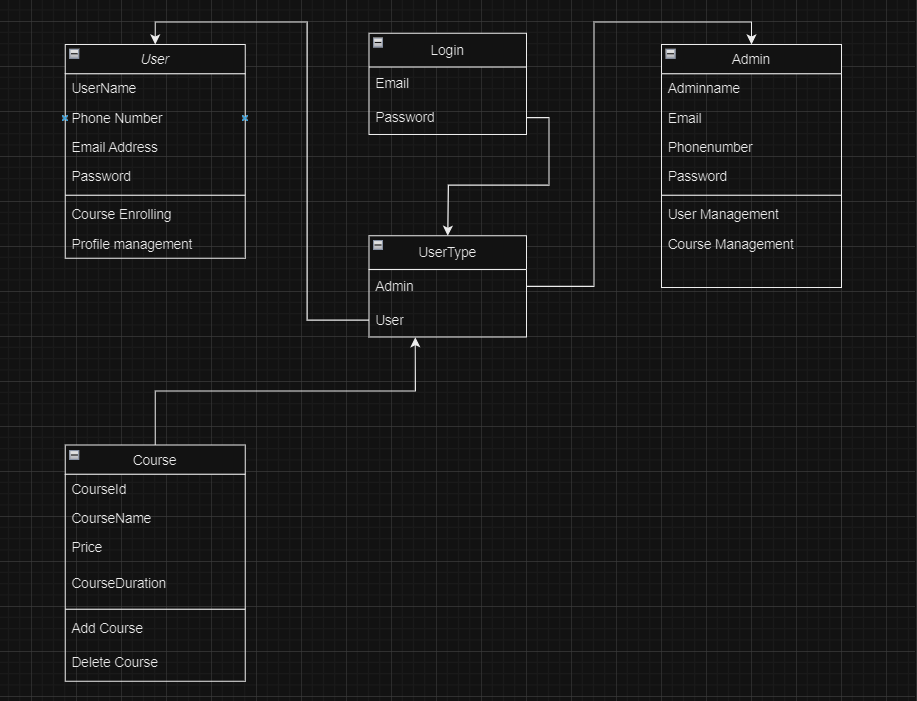 User
UserName
Phone Number
Email Address
Password
Course Enrolling
Profile management
Login
Email
Password
Admin
Adminname
Email
Phonenumber
Password
User Management
Course Management
UserType
Admin
User
Course
CourseId
CourseName
Price
CourseDuration
Add Course
Delete Course